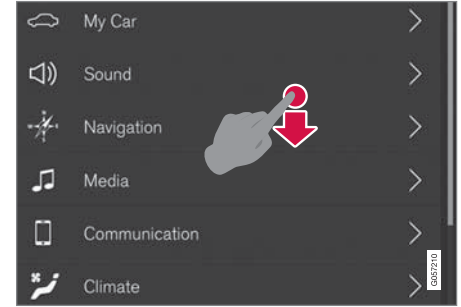 My Car
Sound
Navigation
Media
Communication
Climate
G057210